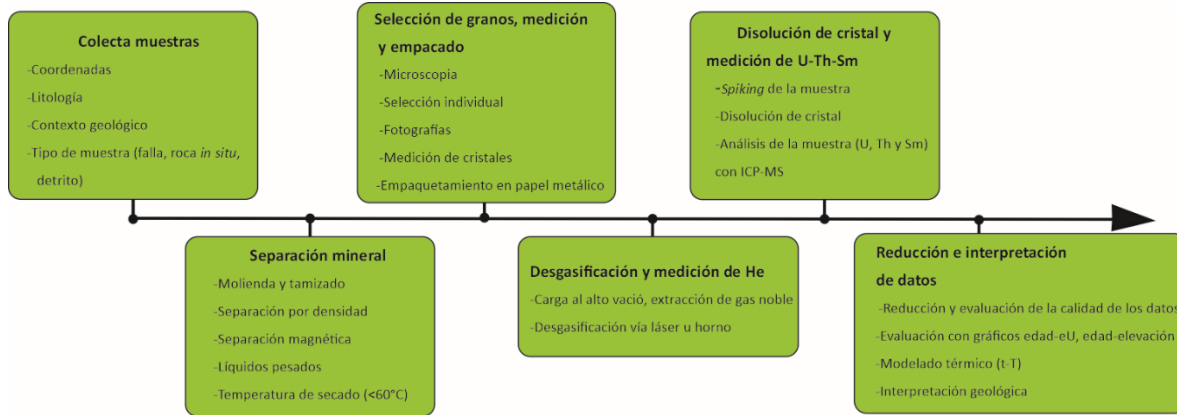 Colecta muestras
-Coordenadas
-Litología
-Contexto geológico
-Tipo de muestra (falla, roca in situ,
detrito)
Separación mineral
-Molienda y tamizado
-Separación por densidad
-Separación magnética
-Líquidos pesados
-Temperatura de secado (<60°C)
Selección de granos, medición
y empacado
-Microscopia
-Selección individual
-Fotografías
-Medición de cristales
-Empaquetamiento en papel metálico
Desgasificación y medición de He
-Carga al alto vació, extracción de gas noble
-Desgasificación vía láser u horno
Disolución de cristal y
medición de U-Th-Sm
-Spiking de la muestra
-Disolución de cristal
-Análisis de la muestra (U, Th y Sm)
con ICP-MS
Reducción e interpretación
de datos
-Reducción y evaluación de la calidad de los datos
-Evaluación con gráficos edad-eU, edad-elevación
-Modelado térmico (t-T)
-Interpretación geológica